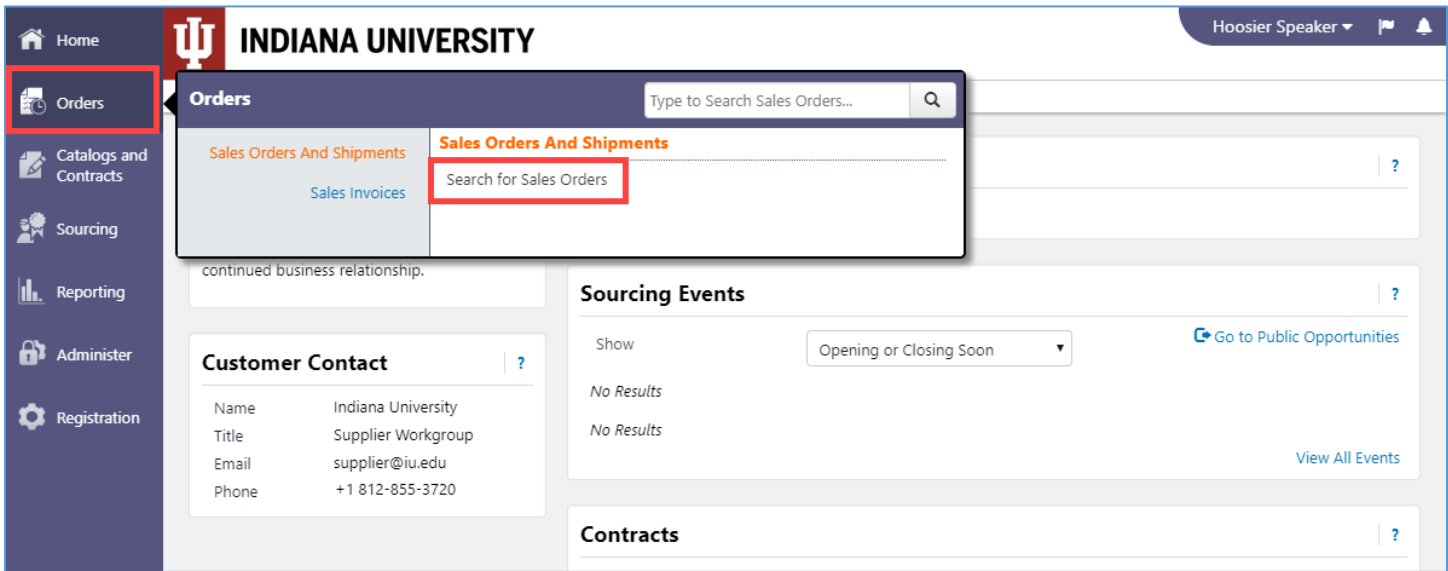 Home
Orders
Catalogs and
Contracts
Sourcing
Reporting
Administer
Registration
INDIANA UNIVERSITY
Hoosier Speaker
Orders
Type to Search Sales Orders...
Sales Orders And Shipments
Sales Invoices
Sales Orders And Shipments
Search for Sales Orders
?
continued business relationship.
Customer Contact ?
Name Indiana University
Title Supplier Workgroup
Email supplier@iu.edu
Phone +1 812-855-3720
Sourcing Events ?
Show Opening or Closing Soon Go to Public Opportunities
No Results
No Results
View All Events
Contracts ?